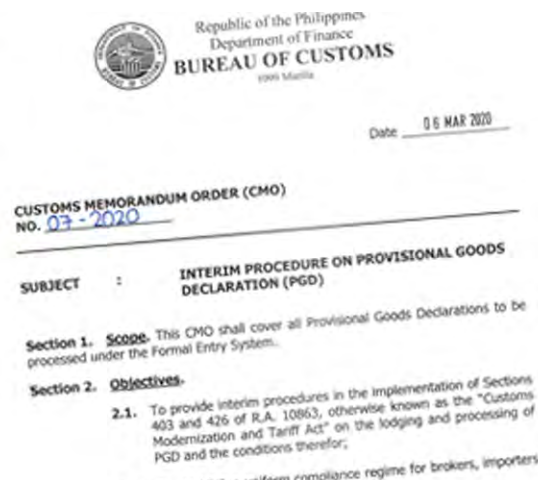 Republic of the Philippines
Department of Finance
BUREAU OF CUSTOMS
1099 Manila
Date 06 MAR 2020
CUSTOMS MEMORANDUM ORDER (CMO)
NO. 07-2020
SUBJECT : INTERIM PROCEDURE ON PROVISIONAL GOODS
DECLARATION (PGD)
Section 1. Scope. This CMO shall cover all Provisional Goods Declarations to be
processed under the Formal Entry System.
Section 2. Objectives.
2.1. To provide interim procedures in the implementation of Sections
403 and 426 of R.A. 10863, otherwise known as the "Customs
Modernization and Tariff Act" on the lodging and processing of
PGD and the conditions therefor;
uniform compliance regime for brokers, importers